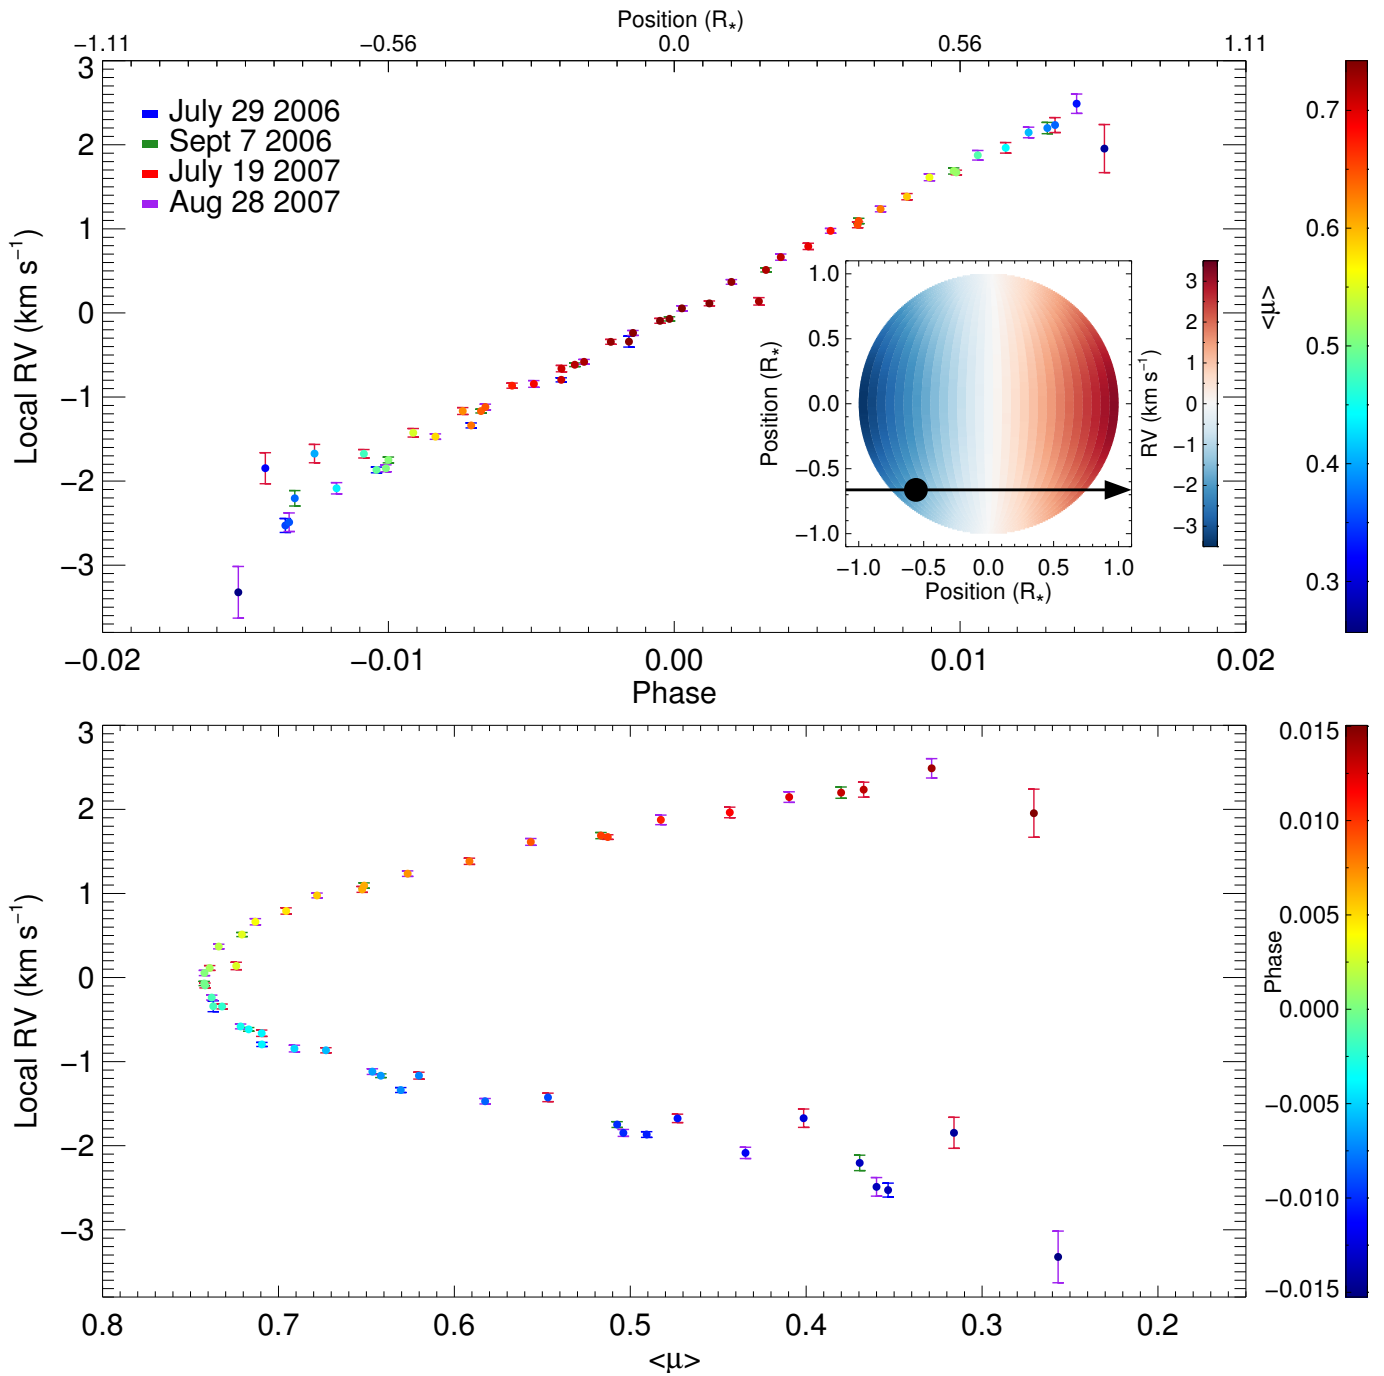 Position (R*)
−1.11 −0.56 0.0 0.56 1.11
July 29 2006
Sept 7 2006
July 19 2007
Aug 28 2007
3
2
1
0
−1
−2
−3
Local RV (km s⁻¹)
−0.02 −0.01 0.00 0.01 0.02
Phase
1.0
0.5
0.0
−0.5
−1.0
Position (R*)
−1.0 −0.5 0.0 0.5 1.0
Position (R*)
3
2
1
0
−1
−2
−3
RV (km s⁻¹)
0.7
0.6
0.5
0.4
0.3
<μ>
3
2
1
0
−1
−2
−3
Local RV (km s⁻¹)
0.8 0.7 0.6 0.5 0.4 0.3 0.2
<μ>
0.015
0.010
0.005
0.000
−0.005
−0.010
−0.015
Phase